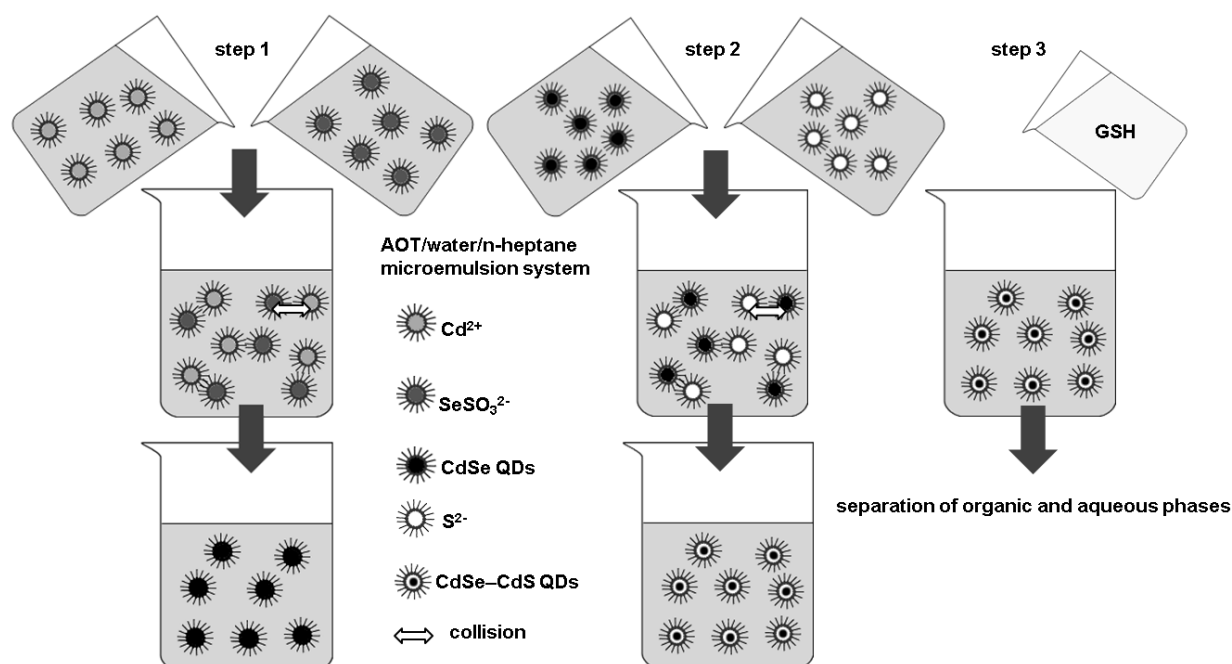 step 1
step 2
step 3
GSH
AOT/water/n-heptane
microemulsion system
Cd²⁺
SeSO₃²⁻
CdSe QDs
S²⁻
CdSe–CdS QDs
collision
separation of organic and aqueous phases